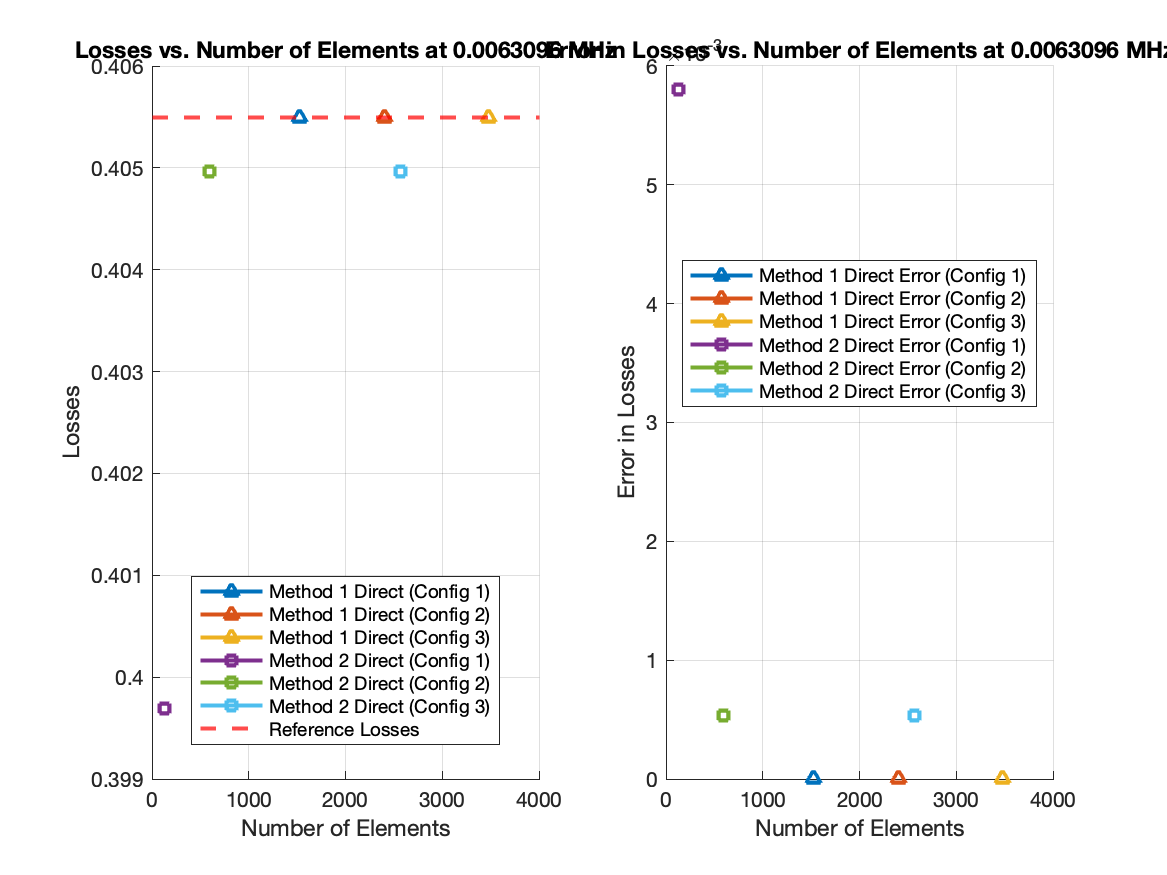 Losses vs. Number of Elements at 0.0063096 MHz
0.406
0.405
0.404
0.403
0.402
0.401
0.4
0.399
Losses
Method 1 Direct (Config 1)
Method 1 Direct (Config 2)
Method 1 Direct (Config 3)
Method 2 Direct (Config 1)
Method 2 Direct (Config 2)
Method 2 Direct (Config 3)
Reference Losses
0 1000 2000 3000 4000
Number of Elements
Error in Losses vs. Number of Elements at 0.0063096 MHz
× 10-3
6
5
4
3
2
1
0
Error in Losses
Method 1 Direct Error (Config 1)
Method 1 Direct Error (Config 2)
Method 1 Direct Error (Config 3)
Method 2 Direct Error (Config 1)
Method 2 Direct Error (Config 2)
Method 2 Direct Error (Config 3)
0 1000 2000 3000 4000
Number of Elements